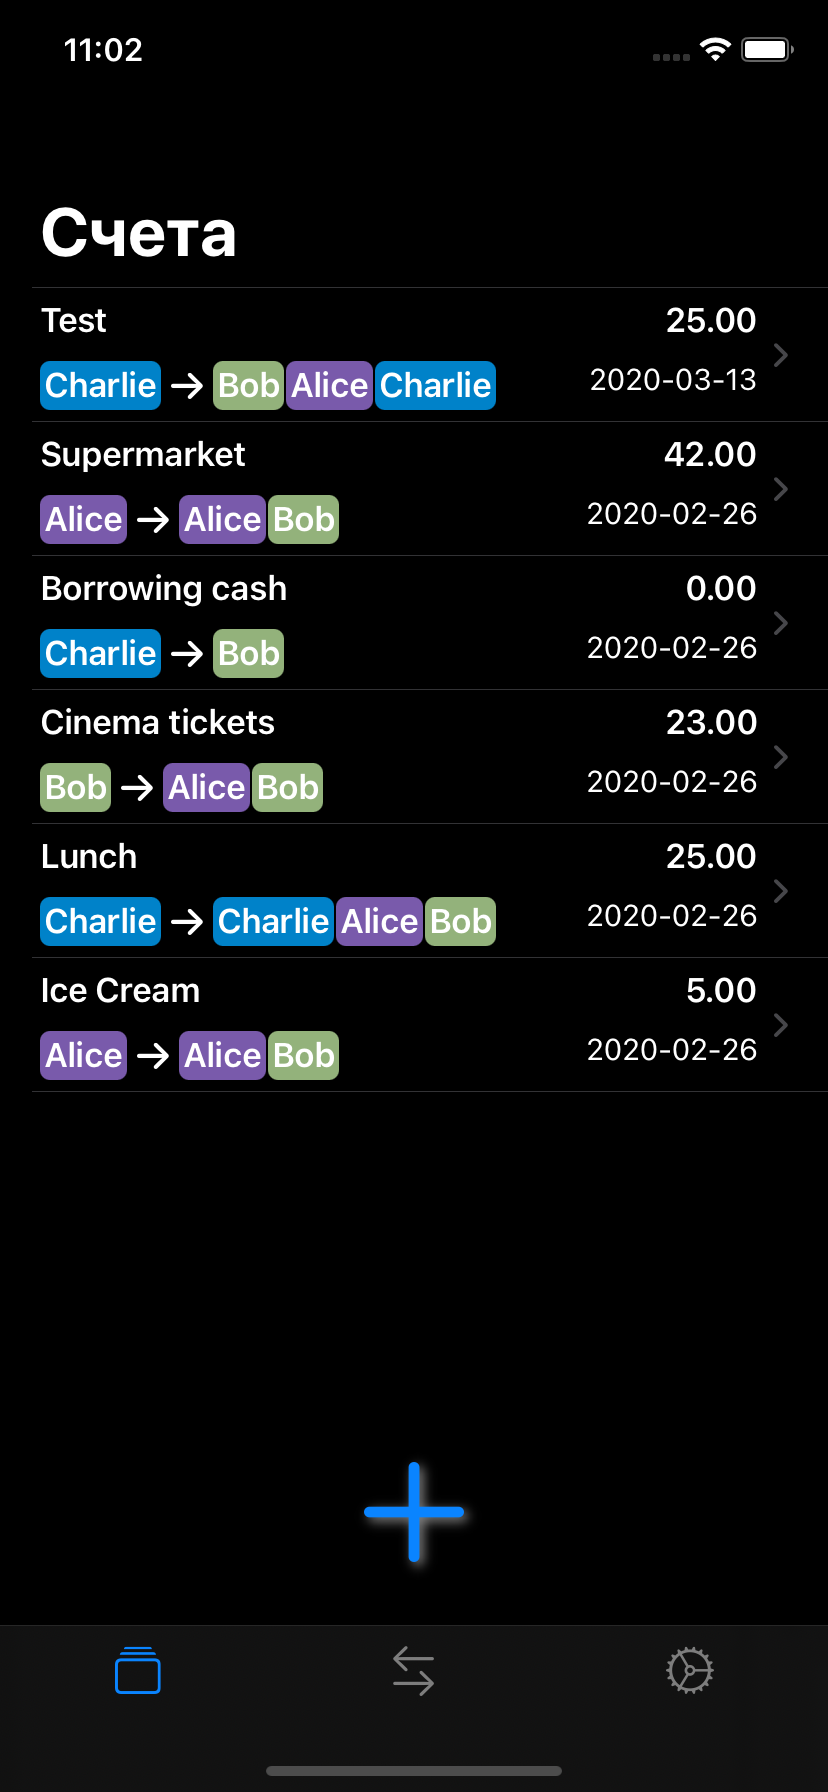 11:02
Счета
Test 25.00
Charlie → Bob Alice Charlie 2020-03-13
Supermarket 42.00
Alice → Alice Bob 2020-02-26
Borrowing cash 0.00
Charlie → Bob 2020-02-26
Cinema tickets 23.00
Bob → Alice Bob 2020-02-26
Lunch 25.00
Charlie → Charlie Alice Bob 2020-02-26
Ice Cream 5.00
Alice → Alice Bob 2020-02-26